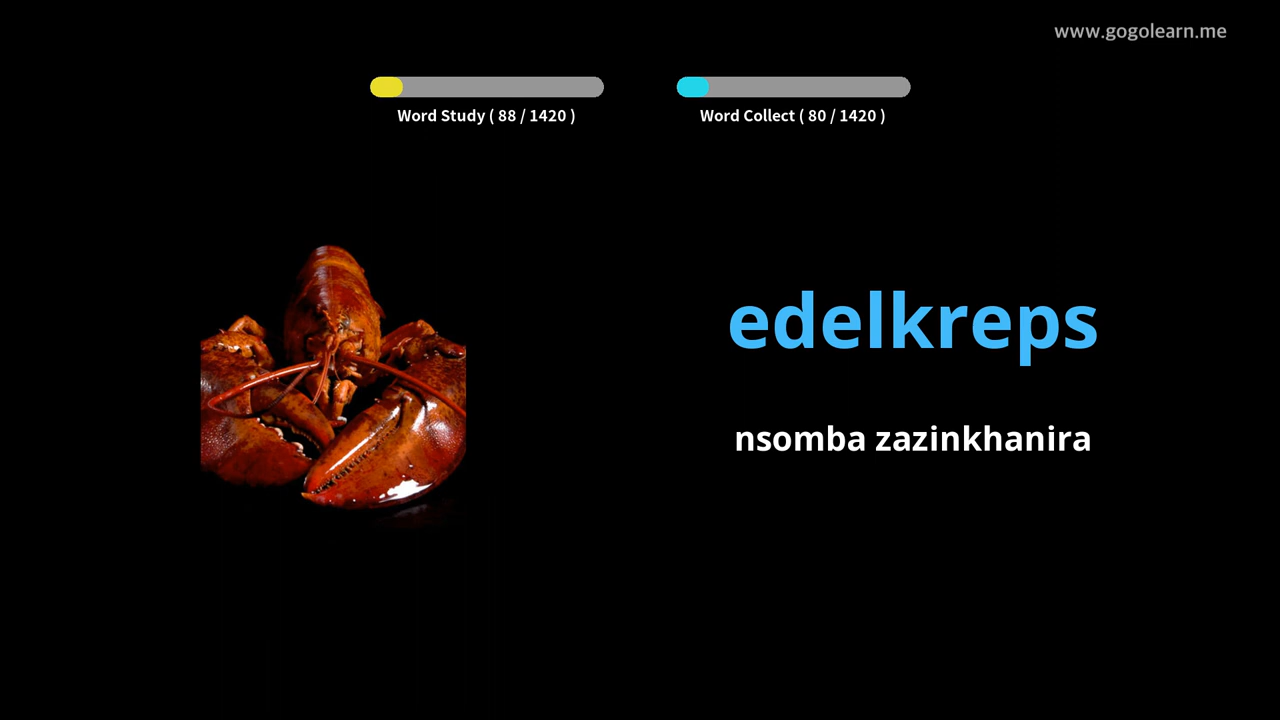 www.gogolearn.me
Word Study ( 88 / 1420 )
Word Collect ( 80 / 1420 )
edelkreps
nsomba zazinkhanira